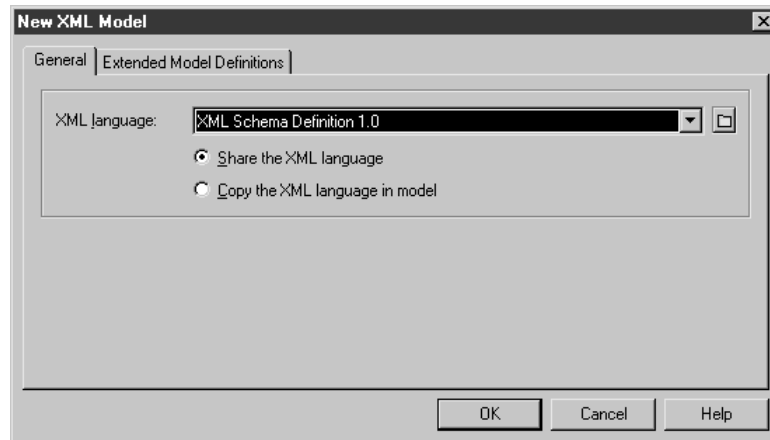 New XML Model
General Extended Model Definitions
XML language: XML Schema Definition 1.0
Share the XML language
Copy the XML language in model
OK Cancel Help